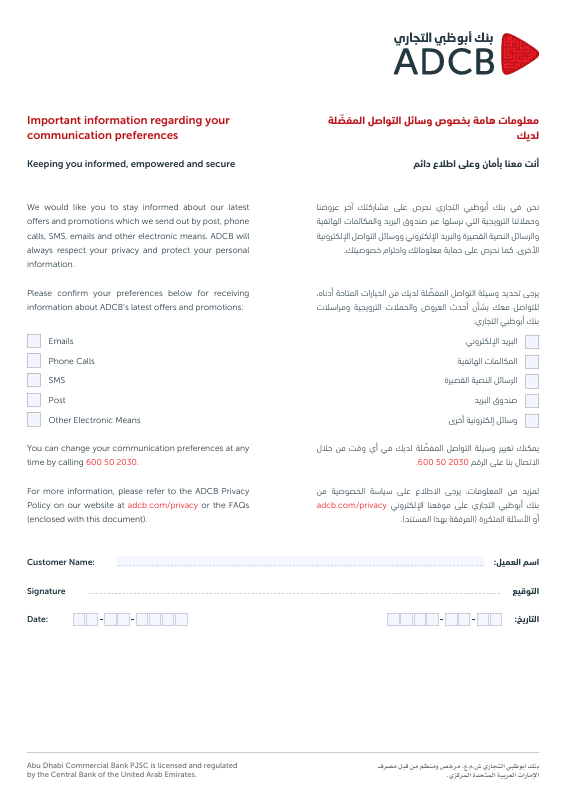 بنك أبوظبي التجاري
ADCB
Important information regarding your
communication preferences
Keeping you informed, empowered and secure
We would like you to stay informed about our latest
offers and promotions which we send out by post, phone
calls, SMS, emails and other electronic means. ADCB will
always respect your privacy and protect your personal
information.
Please confirm your preferences below for receiving
information about ADCB's latest offers and promotions:
Emails
Phone Calls
SMS
Post
Other Electronic Means
You can change your communication preferences at any
time by calling 600 50 2030.
For more information, please refer to the ADCB Privacy
Policy on our website at adcb.com/privacy or the FAQs
(enclosed with this document).
معلومات هامة بخصوص وسائل التواصل المفضّلة
لديك
أنت معنا بأمان وعلى اطلاع دائم
نحن في بنك أبوظبي التجاري نحرص على مشاركتك آخر عروضنا
وحملاتنا الترويجية التي نرسلها عبر صندوق البريد والمكالمات الهاتفية
والرسائل النصية القصيرة والبريد الإلكتروني ووسائل التواصل الإلكترونية
الأخرى. كما نحرص على حماية معلوماتك واحترام خصوصيتك.
يرجى تحديد وسيلة التواصل المفضّلة لديك من الخيارات المتاحة أدناه،
للتواصل معك بشأن أحدث العروض والحملات الترويجية ومراسلات
بنك أبوظبي التجاري:
البريد الإلكتروني
المكالمات الهاتفية
الرسائل النصية القصيرة
صندوق البريد
وسائل إلكترونية أخرى
يمكنك تغيير وسيلة التواصل المفضّلة لديك في أي وقت من خلال
الاتصال بنا على الرقم 600 50 2030.
لمزيد من المعلومات، يرجى الاطلاع على سياسة الخصوصية من
بنك أبوظبي التجاري على موقعنا الإلكتروني adcb.com/privacy
أو الأسئلة المتكررة (المرفقة بهذا المستند).
Customer Name: اسم العميل:
Signature التوقيع
Date: التاريخ:
Abu Dhabi Commercial Bank PJSC is licensed and regulated
by the Central Bank of the United Arab Emirates.
بنك أبوظبي التجاري ش.م.ع. مرخص ومنظم من قبل مصرف
الإمارات العربية المتحدة المركزي.